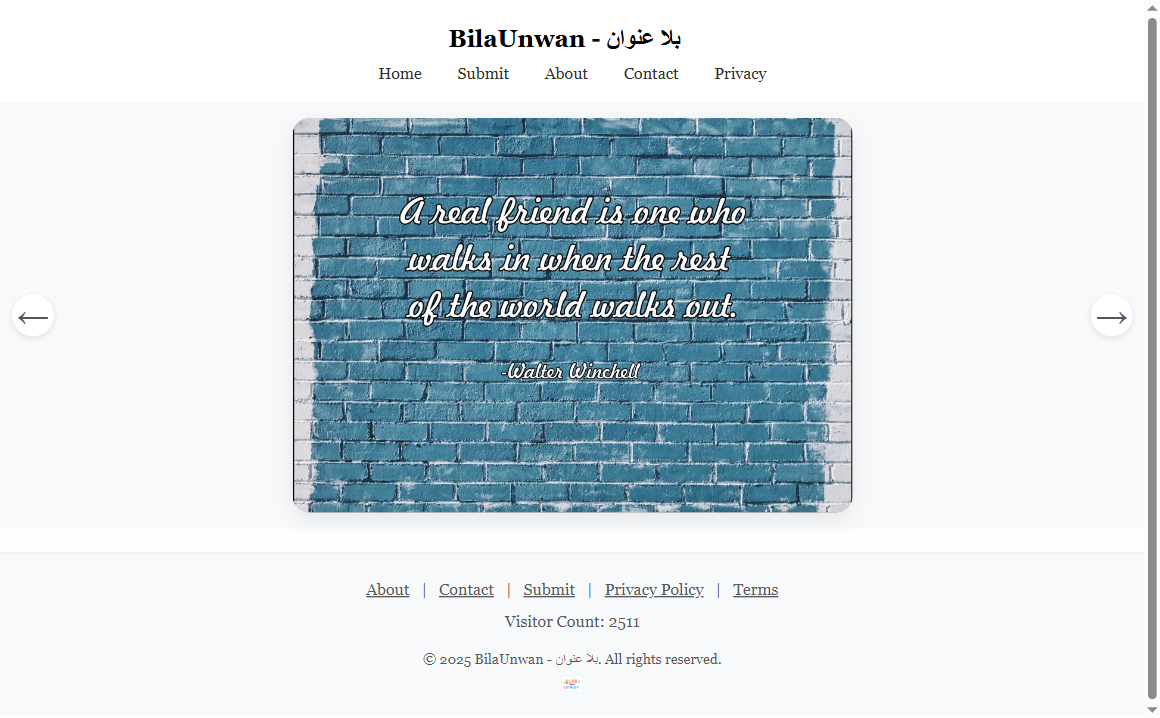 BilaUnwan - بلا عنوان
Home Submit About Contact Privacy
A real friend is one who
walks in when the rest
of the world walks out.
-Walter Winchell
About | Contact | Submit | Privacy Policy | Terms
Visitor Count: 2511
© 2025 BilaUnwan - بلا عنوان. All rights reserved.